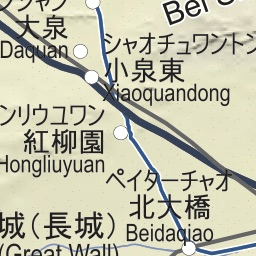 Bei S
大泉
Daquan
シャオチュワントン
小泉東
Xiaoquandong
ンリウユワン
紅柳園
Hongliuyuan
ペイターチャオ
北大橋
Beidaqiao
城(長城)
(Great Wall)